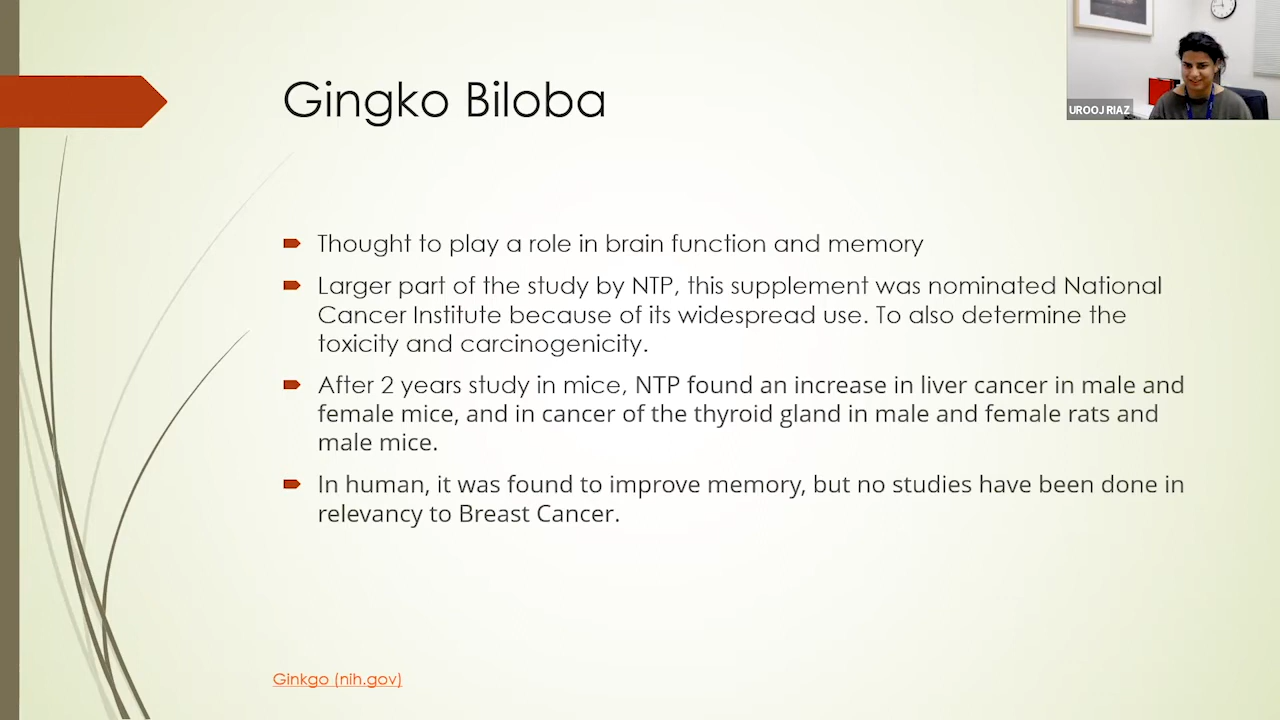 Gingko Biloba
UROOJ RIAZ
Thought to play a role in brain function and memory
Larger part of the study by NTP, this supplement was nominated National
Cancer Institute because of its widespread use. To also determine the
toxicity and carcinogenicity.
After 2 years study in mice, NTP found an increase in liver cancer in male and
female mice, and in cancer of the thyroid gland in male and female rats and
male mice.
In human, it was found to improve memory, but no studies have been done in
relevancy to Breast Cancer.
Ginkgo (nih.gov)